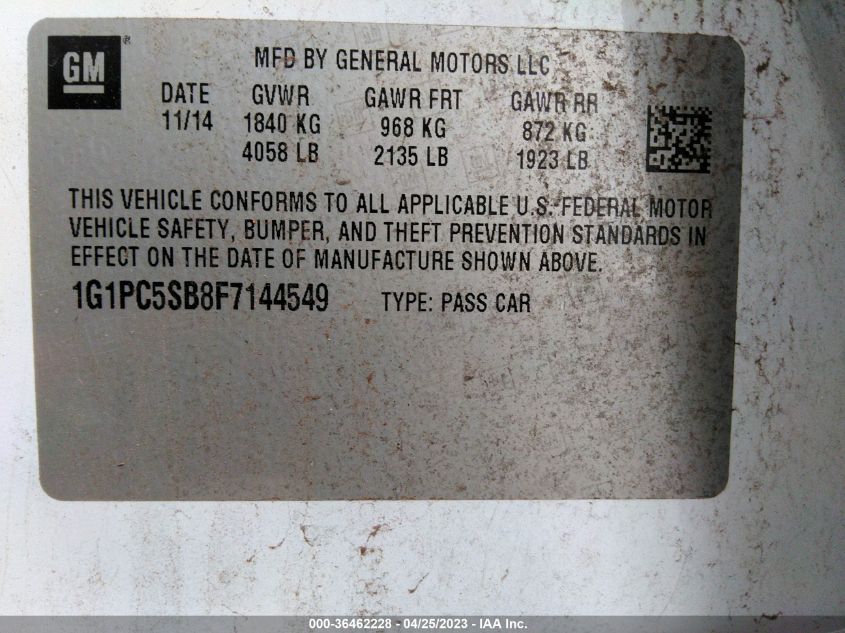 GM ®
MFD BY GENERAL MOTORS LLC
DATE GVWR GAWR FRT GAWR RR
11/14 1840 KG 968 KG 872 KG
4058 LB 2135 LB 1923 LB
THIS VEHICLE CONFORMS TO ALL APPLICABLE U.S. FEDERAL MOTOR
VEHICLE SAFETY, BUMPER, AND THEFT PREVENTION STANDARDS IN
EFFECT ON THE DATE OF MANUFACTURE SHOWN ABOVE.
1G1PC5SB8F7144549 TYPE: PASS CAR
000-36462228 - 04/25/2023 - IAA Inc.